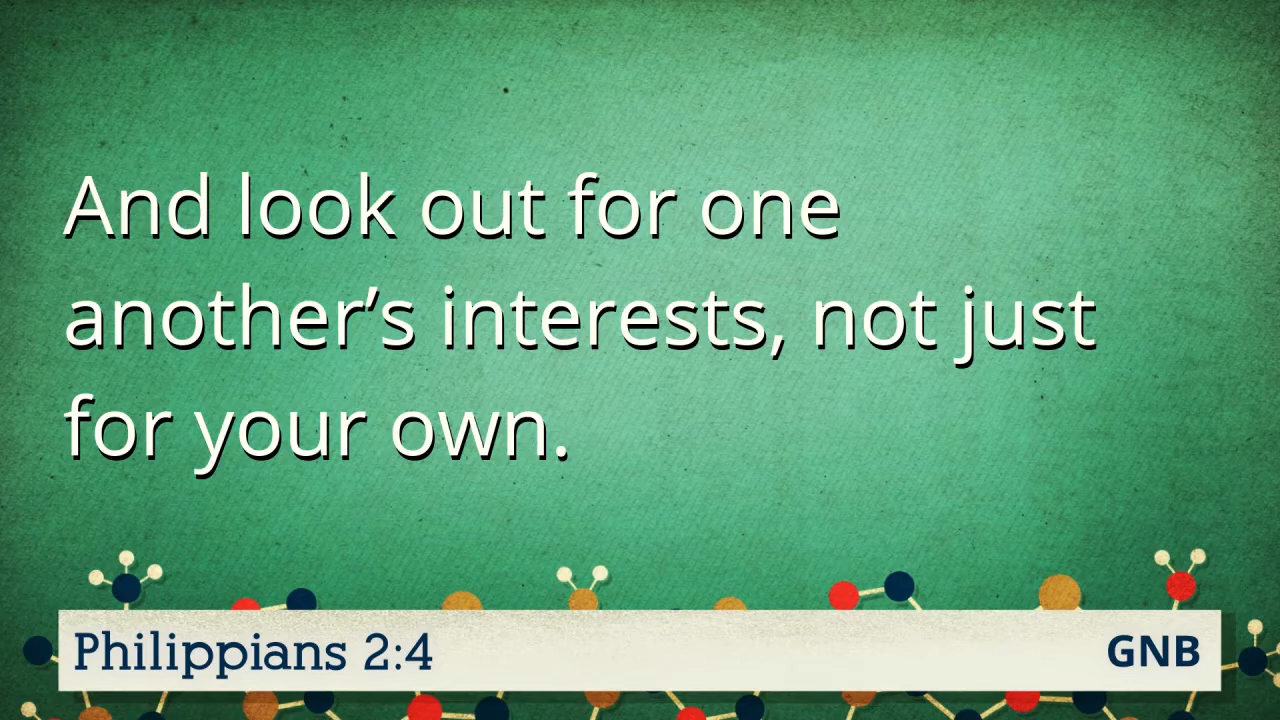 And look out for one
another’s interests, not just
for your own.
Philippians 2:4
GNB